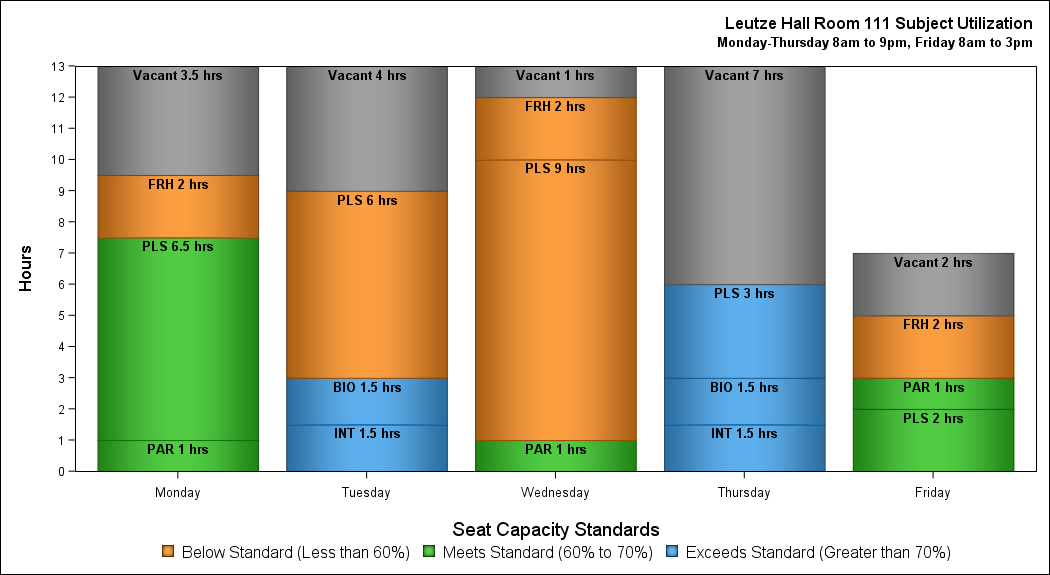 Leutze Hall Room 111 Subject Utilization
Monday-Thursday 8am to 9pm, Friday 8am to 3pm
Hours
13
12
11
10
9
8
7
6
5
4
3
2
1
0
Vacant 3.5 hrs
FRH 2 hrs
PLS 6.5 hrs
PAR 1 hrs
Vacant 4 hrs
PLS 6 hrs
BIO 1.5 hrs
INT 1.5 hrs
Vacant 1 hrs
FRH 2 hrs
PLS 9 hrs
PAR 1 hrs
Vacant 7 hrs
PLS 3 hrs
BIO 1.5 hrs
INT 1.5 hrs
Vacant 2 hrs
FRH 2 hrs
PAR 1 hrs
PLS 2 hrs
Monday Tuesday Wednesday Thursday Friday
Seat Capacity Standards
Below Standard (Less than 60%) Meets Standard (60% to 70%) Exceeds Standard (Greater than 70%)